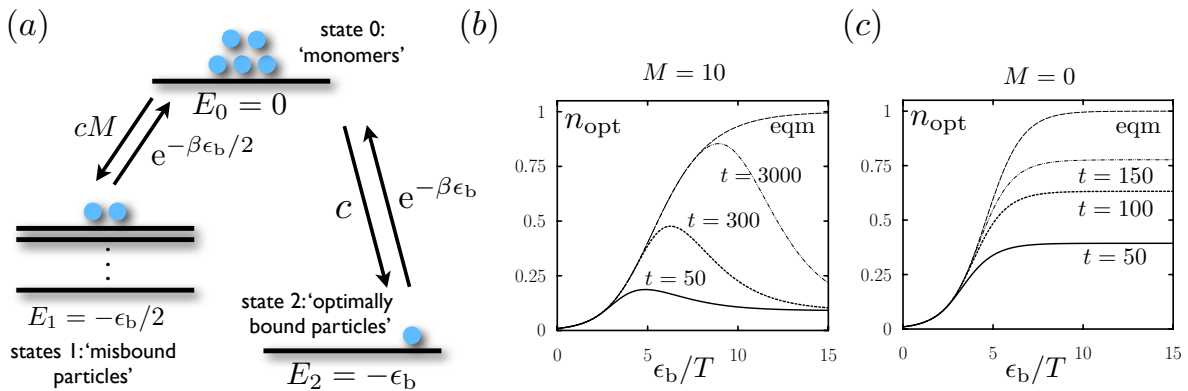 (a)
state 0:
'monomers'
E₀ = 0
cM
e^{−βϵ_b/2}
c
e^{−βϵ_b}
E₁ = −ϵ_b/2
states 1:'misbound
particles'
state 2:'optimally
bound particles'
E₂ = −ϵ_b
(b)
M = 10
n_opt
eqm
t = 3000
t = 300
t = 50
1
0.75
0.5
0.25
0
0 5 10 15
ϵ_b/T
(c)
M = 0
n_opt
eqm
t = 150
t = 100
t = 50
1
0.75
0.5
0.25
0
0 5 10 15
ϵ_b/T